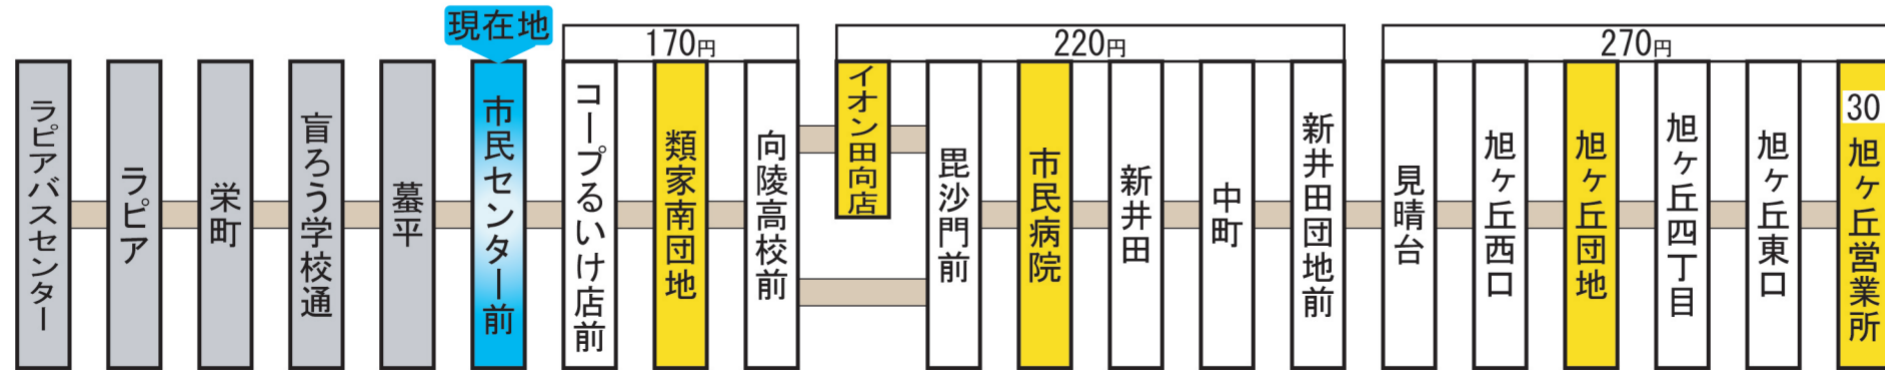 現在地
170円
220円
270円
ラピアバスセンター
ラピア
栄町
盲ろう学校通
蟇平
市民センター前
コープるいけ店前
類家南団地
向陵高校前
イオン田向店
毘沙門前
市民病院
新井田
中町
新井田団地前
見晴台
旭ヶ丘西口
旭ヶ丘団地
旭ヶ丘四丁目
旭ヶ丘東口
30
旭ヶ丘営業所